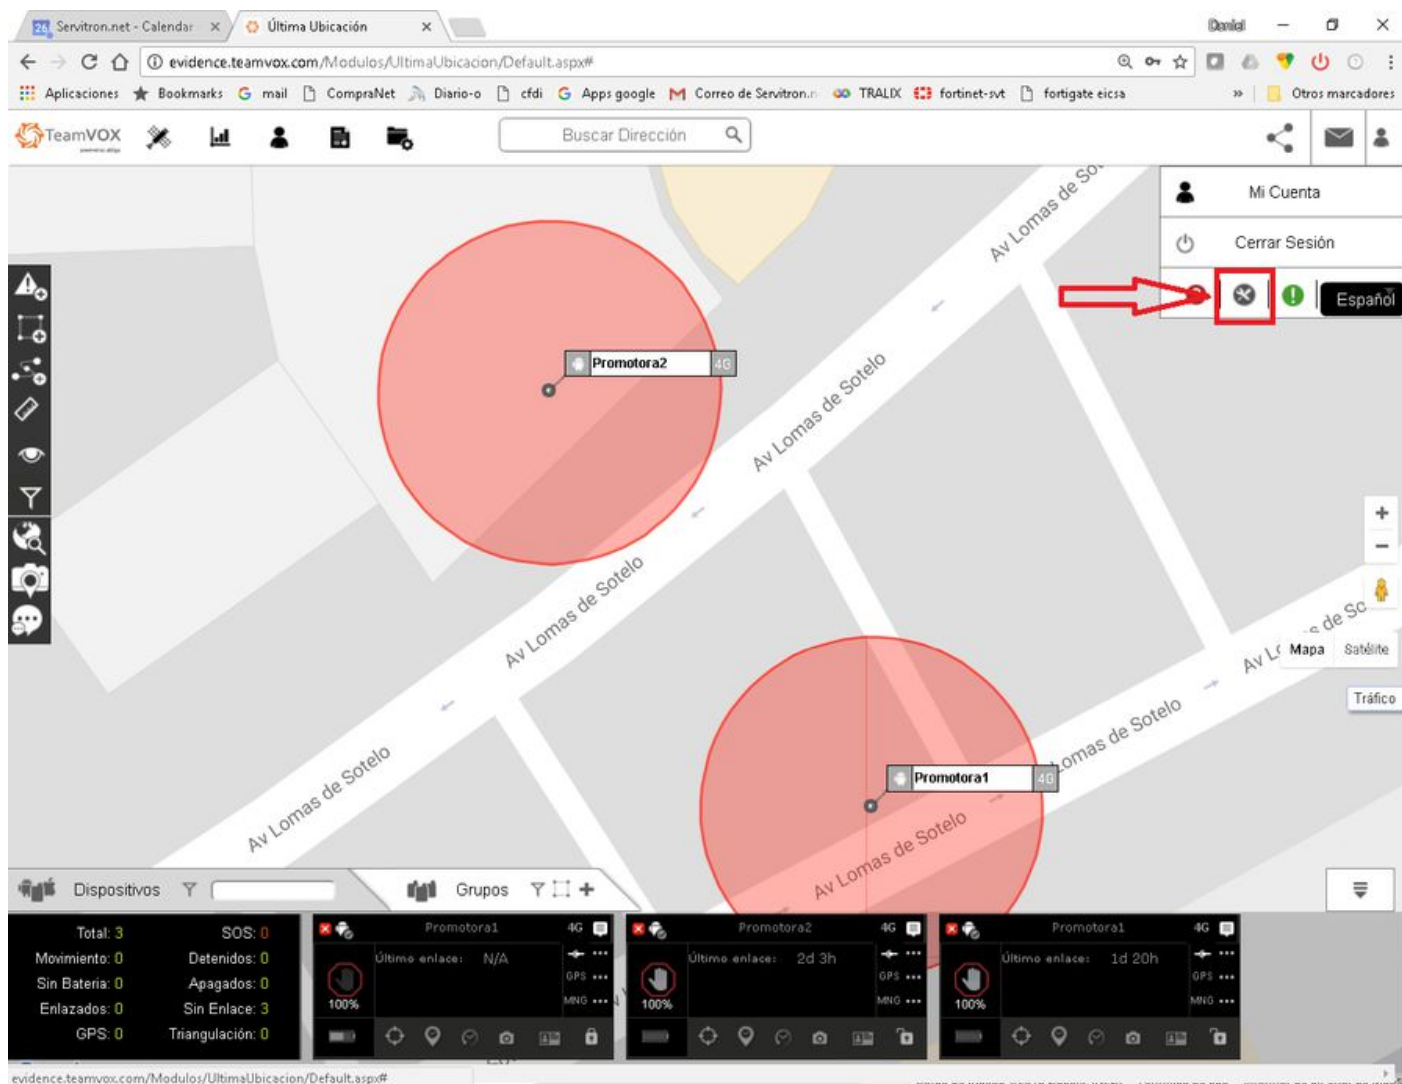 Servitron.net - Calendar
Última Ubicación
Daniel
evidence.teamvox.com/Modulos/UltimaUbicacion/Default.aspx#
Aplicaciones Bookmarks mail CompraNet Diario-o cfdi Apps google Correo de Servitron.n TRALIX fortinet-svt fortigate eicsa » Otros marcadores
TeamVOX
Buscar Dirección
Mi Cuenta
Cerrar Sesión
Español
Av Lomas de So
Promotora2 4G
Av Lomas de Sotelo
Av Lomas de Sotelo
Av Lomas de Sotelo
Mapa Satélite
Tráfico
Promotora1 4G
Lomas de Sotelo
Av Lomas de Sotelo
Dispositivos
Grupos
Total: 3 SOS: 0
Movimiento: 0 Detenidos: 0
Sin Bateria: 0 Apagados: 0
Enlazados: 0 Sin Enlace: 3
GPS: 0 Triangulación: 0
Promotora1 4G
Último enlace: N/A
GPS
MNG
100%
Promotora2 4G
Último enlace: 2d 3h
GPS
MNG
100%
Promotora1 4G
Último enlace: 1d 20h
GPS
MNG
100%
evidence.teamvox.com/Modulos/UltimaUbicacion/Default.aspx#